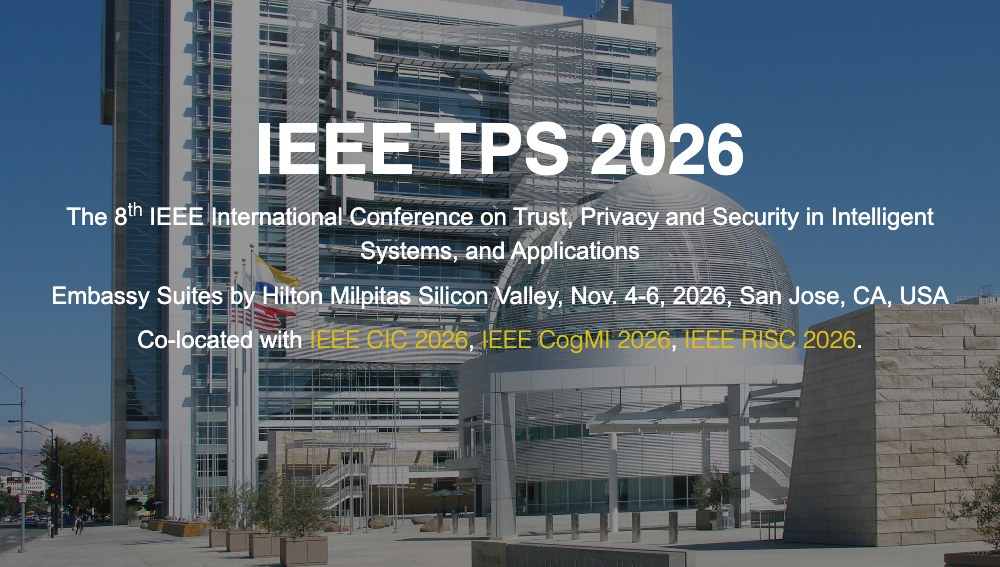 IEEE TPS 2026
The 8th IEEE International Conference on Trust, Privacy and Security in Intelligent
Systems, and Applications
Embassy Suites by Hilton Milpitas Silicon Valley, Nov. 4-6, 2026, San Jose, CA, USA
Co-located with IEEE CIC 2026, IEEE CogMI 2026, IEEE RISC 2026.